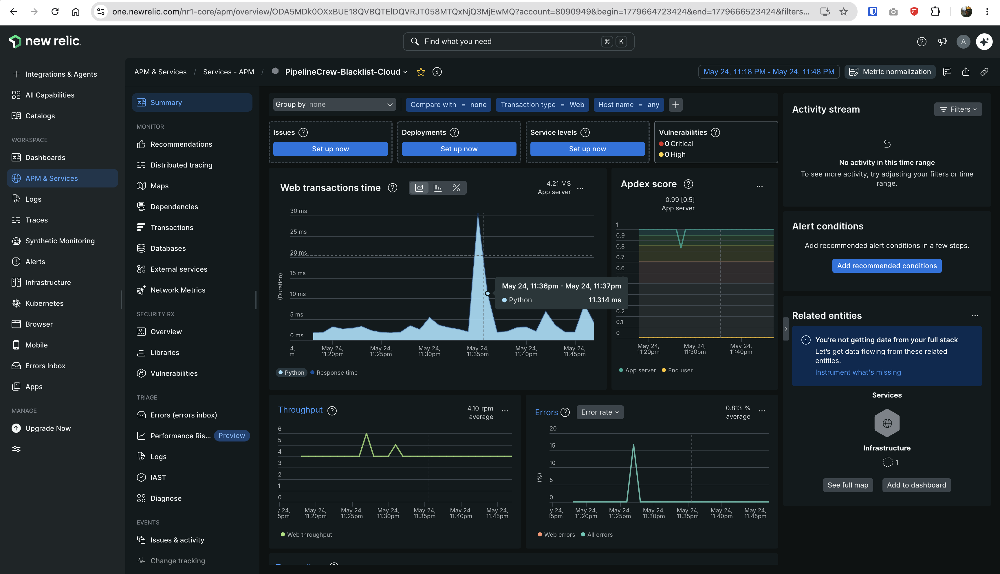 one.newrelic.com/nr1-core/apm/overview/ODA5MDk0OXxBUE18QVBQTElDQVRJT058MTQxNjQ3MjEwMQ?account=8090949&begin=1779664723424&end=1779666523424&filters...
new relic
Find what you need
⌘ K
A
Integrations & Agents
All Capabilities
Catalogs
WORKSPACE
Dashboards
APM & Services
Logs
Traces
Synthetic Monitoring
Alerts
Infrastructure
Kubernetes
Browser
Mobile
Errors Inbox
Apps
MANAGE
Upgrade Now
APM & Services / Services - APM / PipelineCrew-Blacklist-Cloud
May 24, 11:18 PM - May 24, 11:48 PM
Metric normalization
Summary
MONITOR
Recommendations
Distributed tracing
Maps
Dependencies
Transactions
Databases
External services
Network Metrics
SECURITY RX
Overview
Libraries
Vulnerabilities
TRIAGE
Errors (errors inbox)
Performance Ris... Preview
Logs
IAST
Diagnose
EVENTS
Issues & activity
Change tracking
Group by none
Compare with = none
Transaction type = Web
Host name = any
Issues ?
Set up now
Deployments ?
Set up now
Service levels ?
Set up now
Vulnerabilities ?
0 Critical
0 High
Web transactions time ?
%
4.21 MS
App server
30 ms
25 ms
20 ms
15 ms
10 ms
5 ms
0 ms
(Duration)
May 24, 11:36pm - May 24, 11:37pm
Python 11.314 ms
4, May 24, May 24, May 24, May 24, May 24, May 24,
m 11:20pm 11:25pm 11:30pm 11:35pm 11:40pm 11:45pm
Python Response time
Apdex score ?
0.99 [0.5]
App server
1
0.9
0.8
0.7
0.6
0.2
0.1
0
May 24, May 24, May 24,
11:20pm 11:30pm 11:40pm
App server End user
Throughput ?
4.10 rpm
average
6
5
4
3
2
1
0
24, May 24, May 24, May 24, May 24, May 24, May 24,
5pm 11:20pm 11:25pm 11:30pm 11:35pm 11:40pm 11:45pm
Web throughput
Errors ? Error rate
0.813 %
average
20
15
10
5
0
(%)
y 24, May 24, May 24, May 24, May 24, May 24, May 24,
5pm 11:20pm 11:25pm 11:30pm 11:35pm 11:40pm 11:45pm
Web errors All errors
Activity stream
Filters
No activity in this time range
To see more activity, try adjusting your filters or time
range.
Alert conditions
Add recommended alert conditions in a few steps.
Add recommended conditions
Related entities
You’re not getting data from your full stack
Let’s get data flowing from these related
entities.
Instrument what's missing
Services
Infrastructure
1
See full map
Add to dashboard